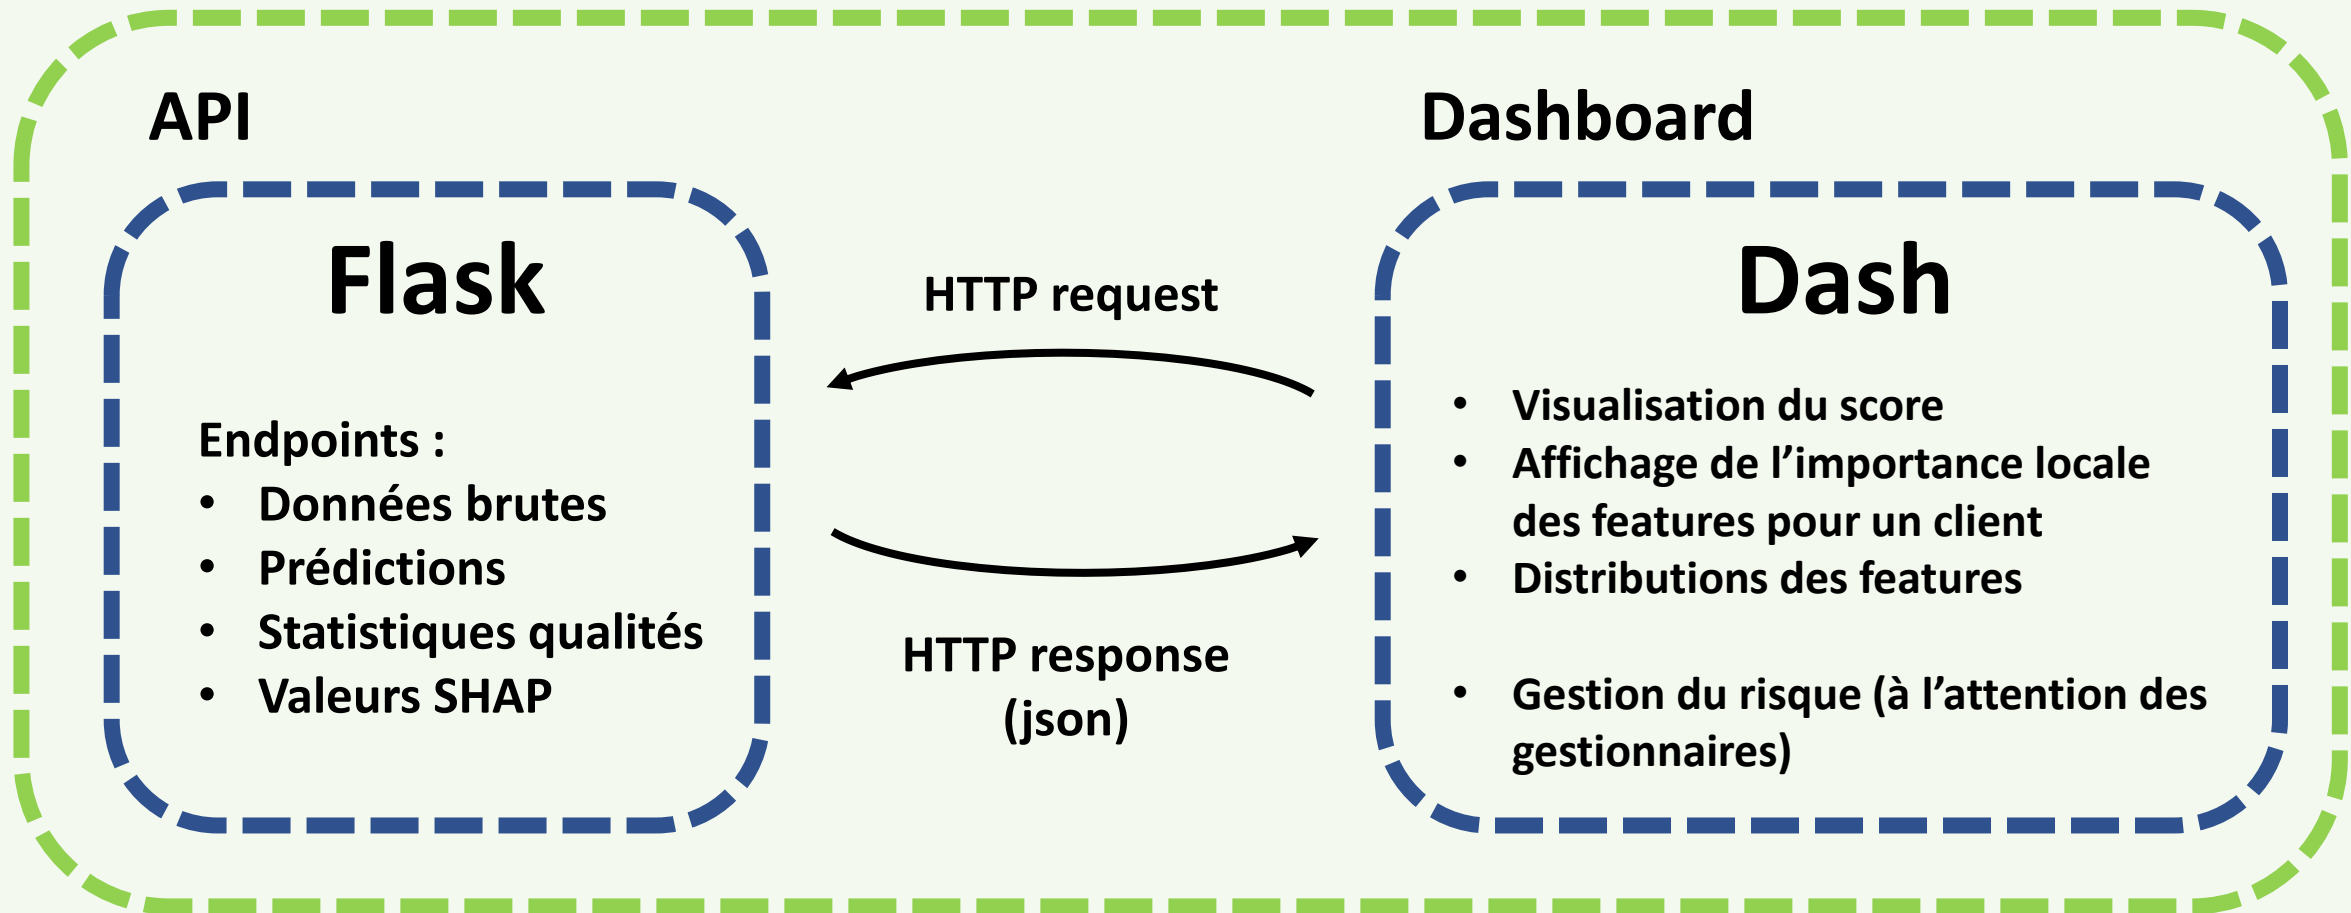 API
Flask
Endpoints :
• Données brutes
• Prédictions
• Statistiques qualités
• Valeurs SHAP
HTTP request
HTTP response
(json)
Dashboard
Dash
• Visualisation du score
• Affichage de l’importance locale
des features pour un client
• Distributions des features
• Gestion du risque (à l’attention des
gestionnaires)